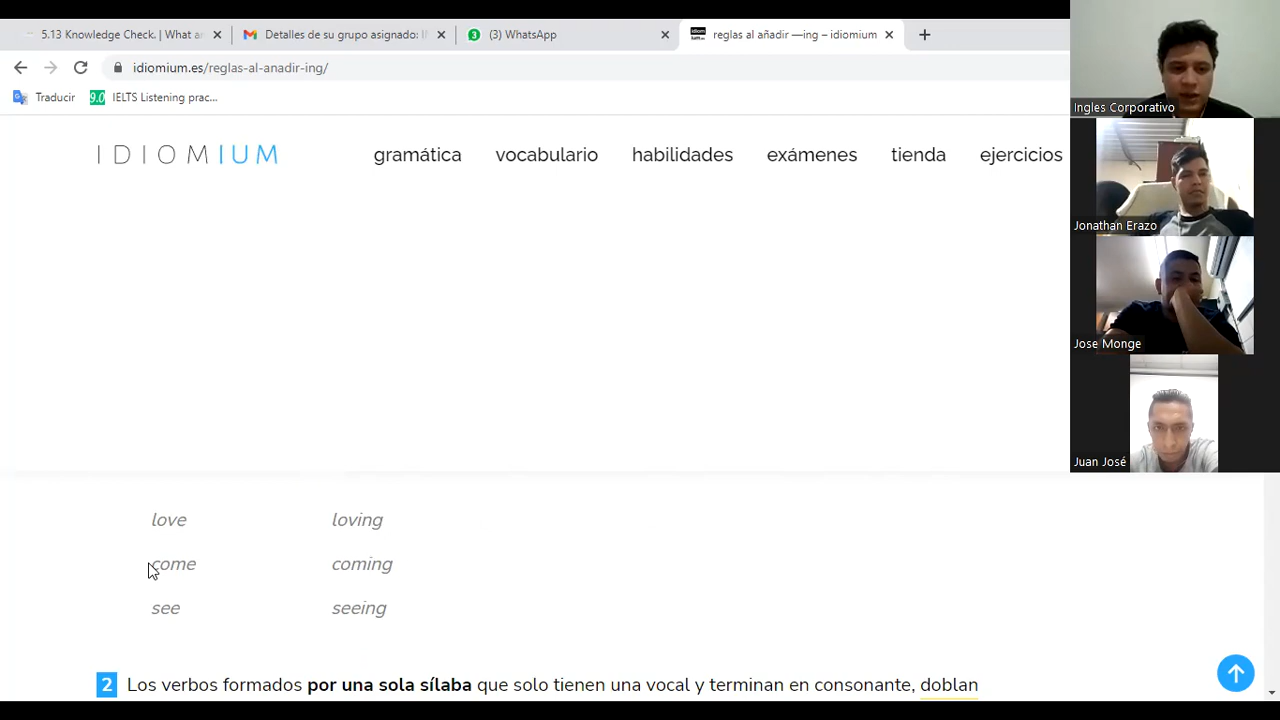 5.13 Knowledge Check. | What ar
Detalles de su grupo asignado: I
(3) WhatsApp
reglas al añadir —ing – idiomium
idiomium.es/reglas-al-anadir-ing/
Traducir
9.0 IELTS Listening prac...
IDIOMIUM
gramática vocabulario habilidades exámenes tienda ejercicios
Ingles Corporativo
Jonathan Erazo
Jose Monge
Juan José
love loving
come coming
see seeing
2 Los verbos formados por una sola sílaba que solo tienen una vocal y terminan en consonante, doblan